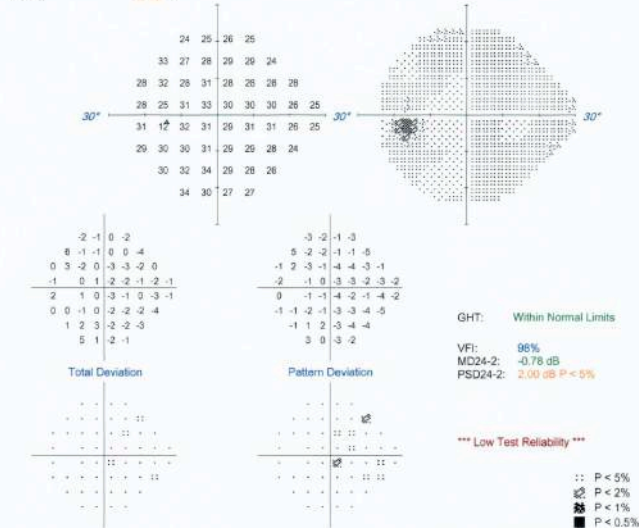 24 25 26 25
33 27 28 29 29 24
28 32 28 31 28 28 28 28
28 25 31 33 30 30 30 26 25
30° 30° 30°
31 12 32 31 29 31 31 26 25
29 30 30 31 29 29 28 24
30 32 34 29 28 26
34 30 27 27
-2 -1 0 -2
6 -1 -1 0 0 -4
0 3 -2 0 -3 -3 -2 0
-1 0 1 -2 -2 -1 -2 -1
2 1 0 -3 -1 0 -3 -1
0 0 -1 0 -2 -2 -2 -4
1 2 3 -2 -2 -3
5 1 -2 -1
-3 -2 -1 -3
5 -2 -2 -1 -1 -5
-1 2 -3 -1 -4 -4 -3 -1
-2 -1 0 -3 -3 -2 -3 -2
0 -1 -1 -4 -2 -1 -4 -2
-1 -1 -2 -1 -3 -3 -4 -5
-1 1 2 -3 -4 -4
3 0 -3 -2
GHT: Within Normal Limits
VFI: 98%
MD24-2: -0.78 dB
PSD24-2: 2.00 dB P < 5%
Total Deviation
Pattern Deviation
*** Low Test Reliability ***
P < 5%
P < 2%
P < 1%
P < 0.5%